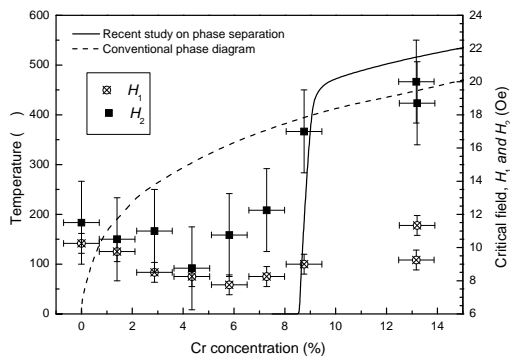 600
500
400
300
200
100
0
Temperature ( )
Recent study on phase separation
Conventional phase diagram
H1
H2
24
22
20
18
16
14
12
10
8
6
Critical field, H1 and H2 (Oe)
0 2 4 6 8 10 12 14
Cr concentration (%)